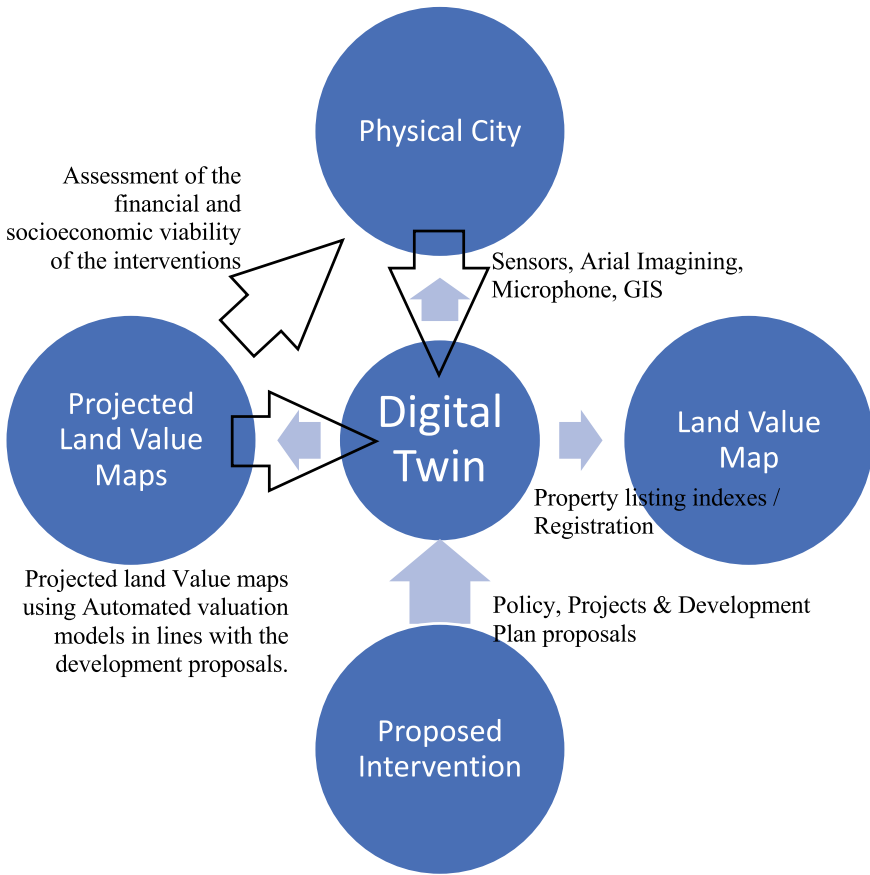 Physical City
Assessment of the
financial and
socioeconomic viability
of the interventions
Sensors, Arial Imagining,
Microphone, GIS
Projected
Land Value
Maps
Digital
Twin
Land Value
Map
Property listing indexes /
Registration
Projected land Value maps
using Automated valuation
models in lines with the
development proposals.
Policy, Projects & Development
Plan proposals
Proposed
Intervention